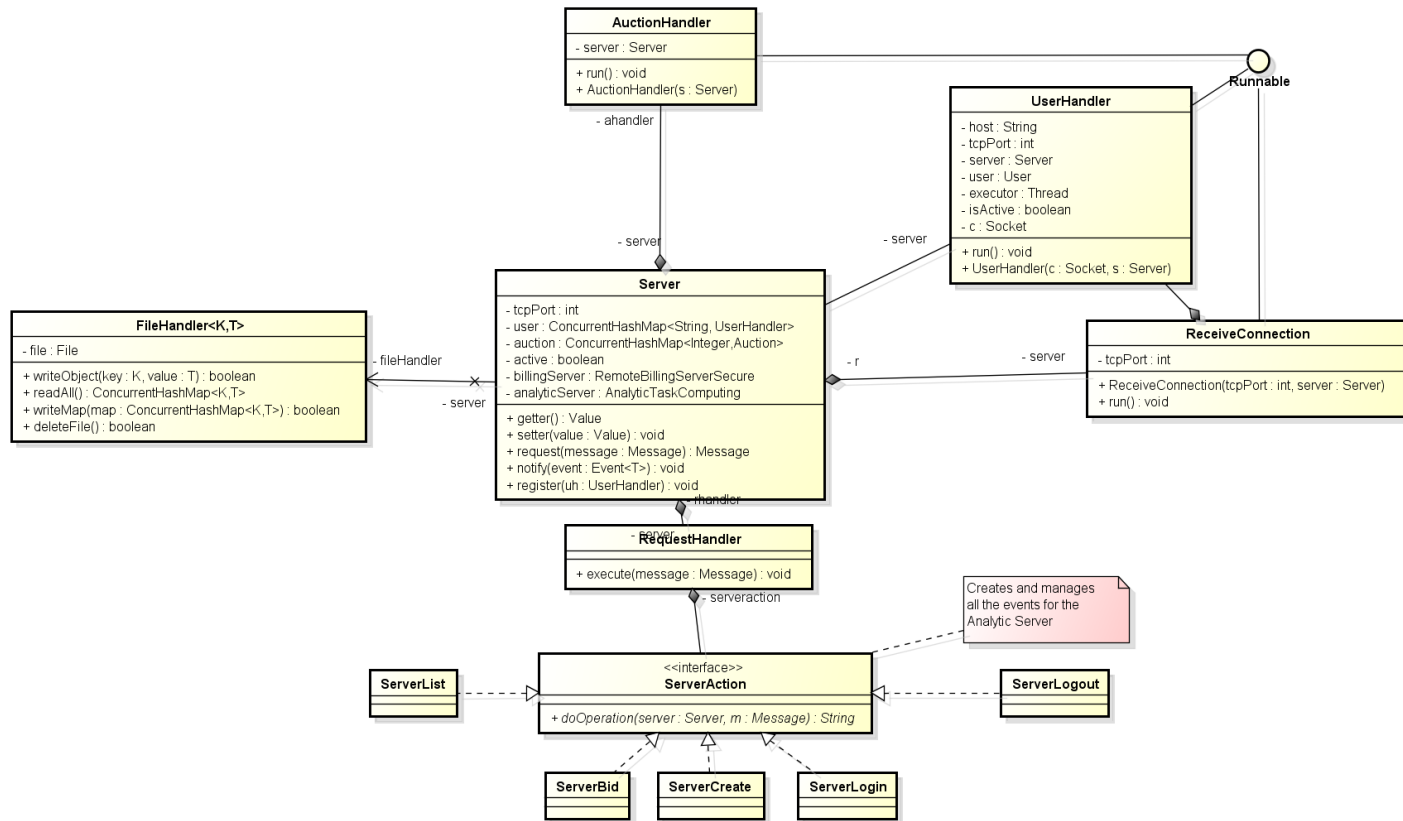 AuctionHandler
- server : Server
+ run() : void
+ AuctionHandler(s : Server)
Runnable
- ahandler
- server
UserHandler
- host : String
- tcpPort : int
- server : Server
- user : User
- executor : Thread
- isActive : boolean
- c : Socket
+ run() : void
+ UserHandler(c : Socket, s : Server)
- server
Server
- tcpPort : int
- user : ConcurrentHashMap<String, UserHandler>
- auction : ConcurrentHashMap<Integer,Auction>
- active : boolean
- billingServer : RemoteBillingServerSecure
- analyticServer : AnalyticTaskComputing
+ getter() : Value
+ setter(value : Value) : void
+ request(message : Message) : Message
+ notify(event : Event<T>) : void
+ register(uh : UserHandler) : void
FileHandler<K,T>
- file : File
+ writeObject(key : K, value : T) : boolean
+ readAll() : ConcurrentHashMap<K,T>
+ writeMap(map : ConcurrentHashMap<K,T>) : boolean
+ deleteFile() : boolean
- fileHandler
- server
- r
- server
ReceiveConnection
- tcpPort : int
+ ReceiveConnection(tcpPort : int, server : Server)
+ run() : void
- rhandler
- server
RequestHandler
+ execute(message : Message) : void
- serveraction
Creates and manages
all the events for the
Analytic Server
<<interface>>
ServerAction
+ doOperation(server : Server, m : Message) : String
ServerList
ServerLogout
ServerBid
ServerCreate
ServerLogin